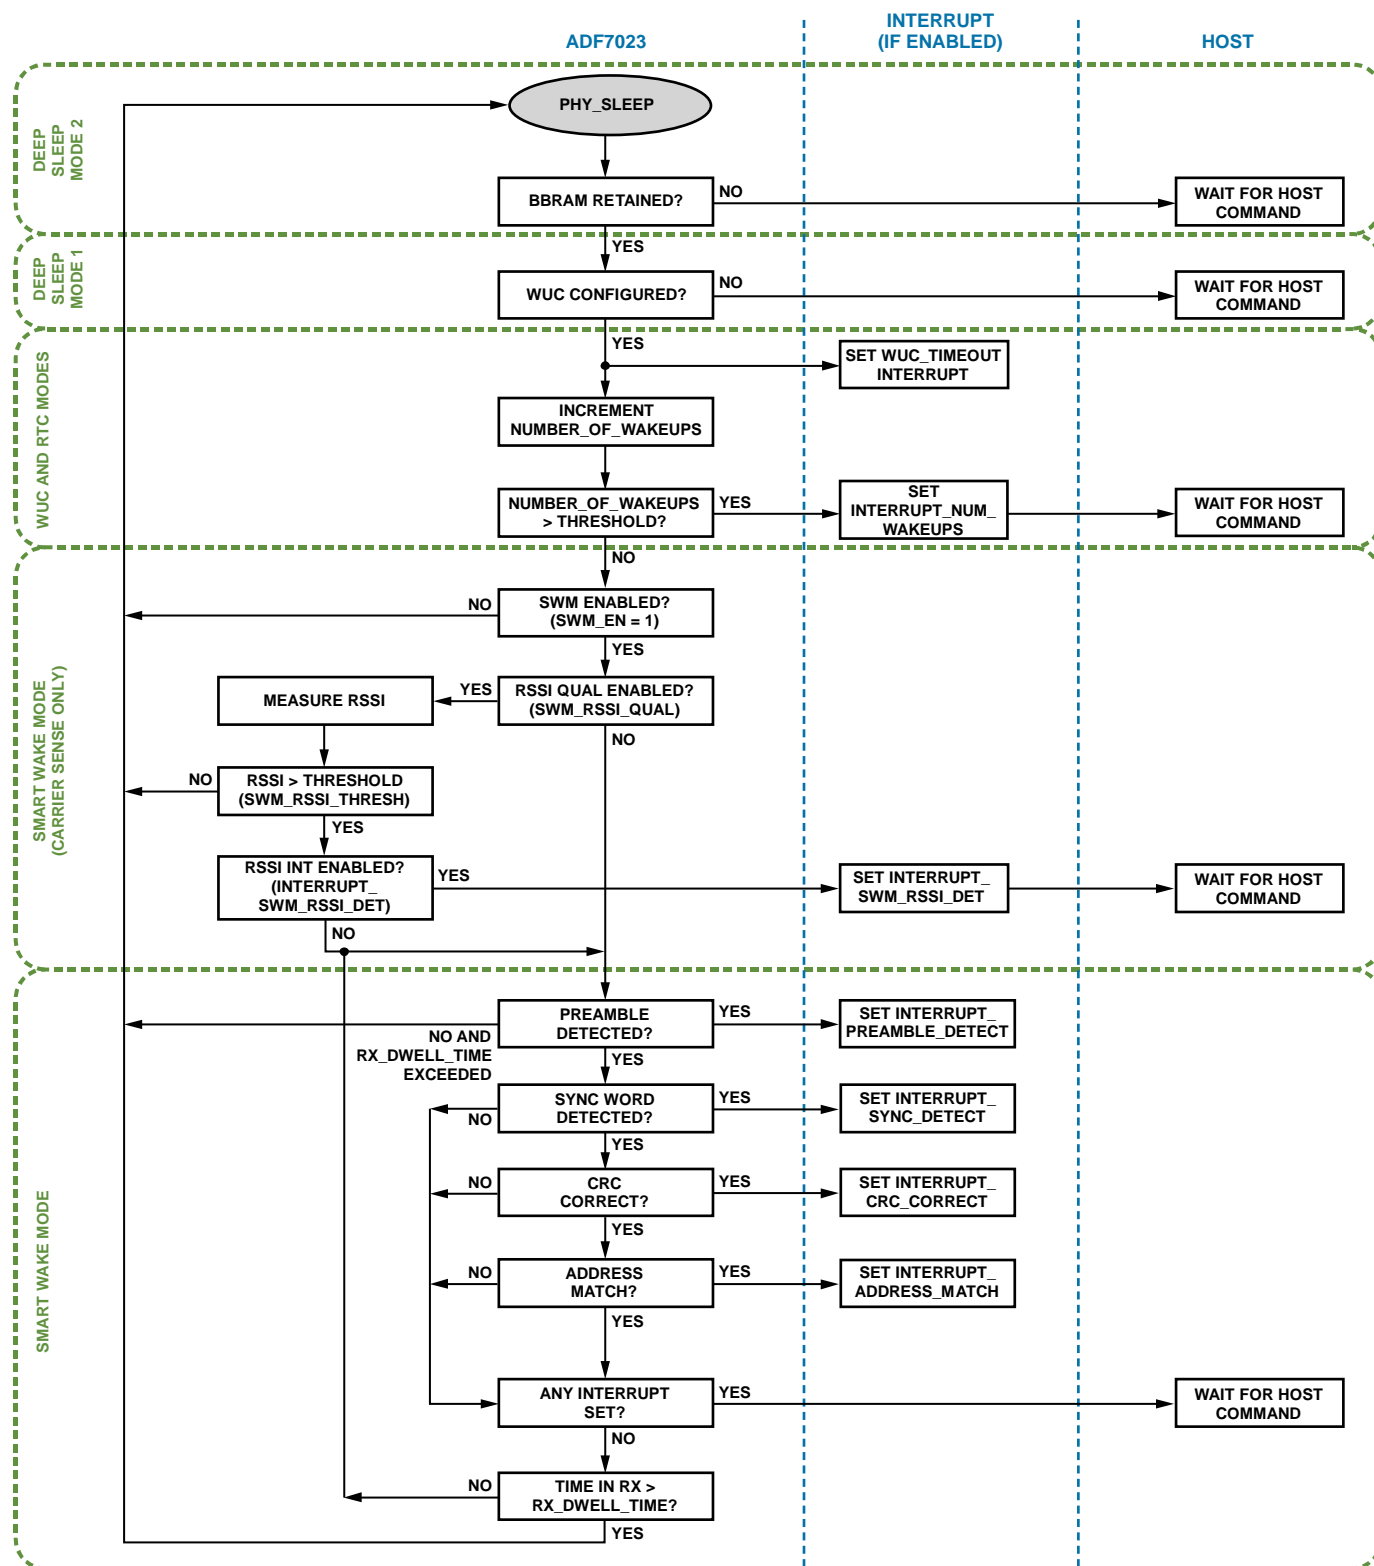 ADF7023
INTERRUPT
(IF ENABLED)
HOST
DEEP
SLEEP
MODE 2
PHY_SLEEP
BBRAM RETAINED?
NO
WAIT FOR HOST
COMMAND
YES
DEEP
SLEEP
MODE 1
WUC CONFIGURED?
NO
WAIT FOR HOST
COMMAND
YES
WUC AND RTC MODES
SET WUC_TIMEOUT
INTERRUPT
INCREMENT
NUMBER_OF_WAKEUPS
NUMBER_OF_WAKEUPS
> THRESHOLD?
YES
SET
INTERRUPT_NUM_
WAKEUPS
WAIT FOR HOST
COMMAND
NO
SMART WAKE MODE
(CARRIER SENSE ONLY)
SWM ENABLED?
(SWM_EN = 1)
NO
YES
RSSI QUAL ENABLED?
(SWM_RSSI_QUAL)
YES
MEASURE RSSI
NO
RSSI > THRESHOLD
(SWM_RSSI_THRESH)
NO
YES
RSSI INT ENABLED?
(INTERRUPT_
SWM_RSSI_DET)
YES
SET INTERRUPT_
SWM_RSSI_DET
WAIT FOR HOST
COMMAND
NO
SMART WAKE MODE
PREAMBLE
DETECTED?
YES
SET INTERRUPT_
PREAMBLE_DETECT
NO AND
RX_DWELL_TIME
EXCEEDED
YES
SYNC WORD
DETECTED?
YES
SET INTERRUPT_
SYNC_DETECT
NO
YES
CRC
CORRECT?
NO
YES
SET INTERRUPT_
CRC_CORRECT
YES
ADDRESS
MATCH?
NO
YES
SET INTERRUPT_
ADDRESS_MATCH
YES
ANY INTERRUPT
SET?
YES
WAIT FOR HOST
COMMAND
NO
TIME IN RX >
RX_DWELL_TIME?
NO
YES